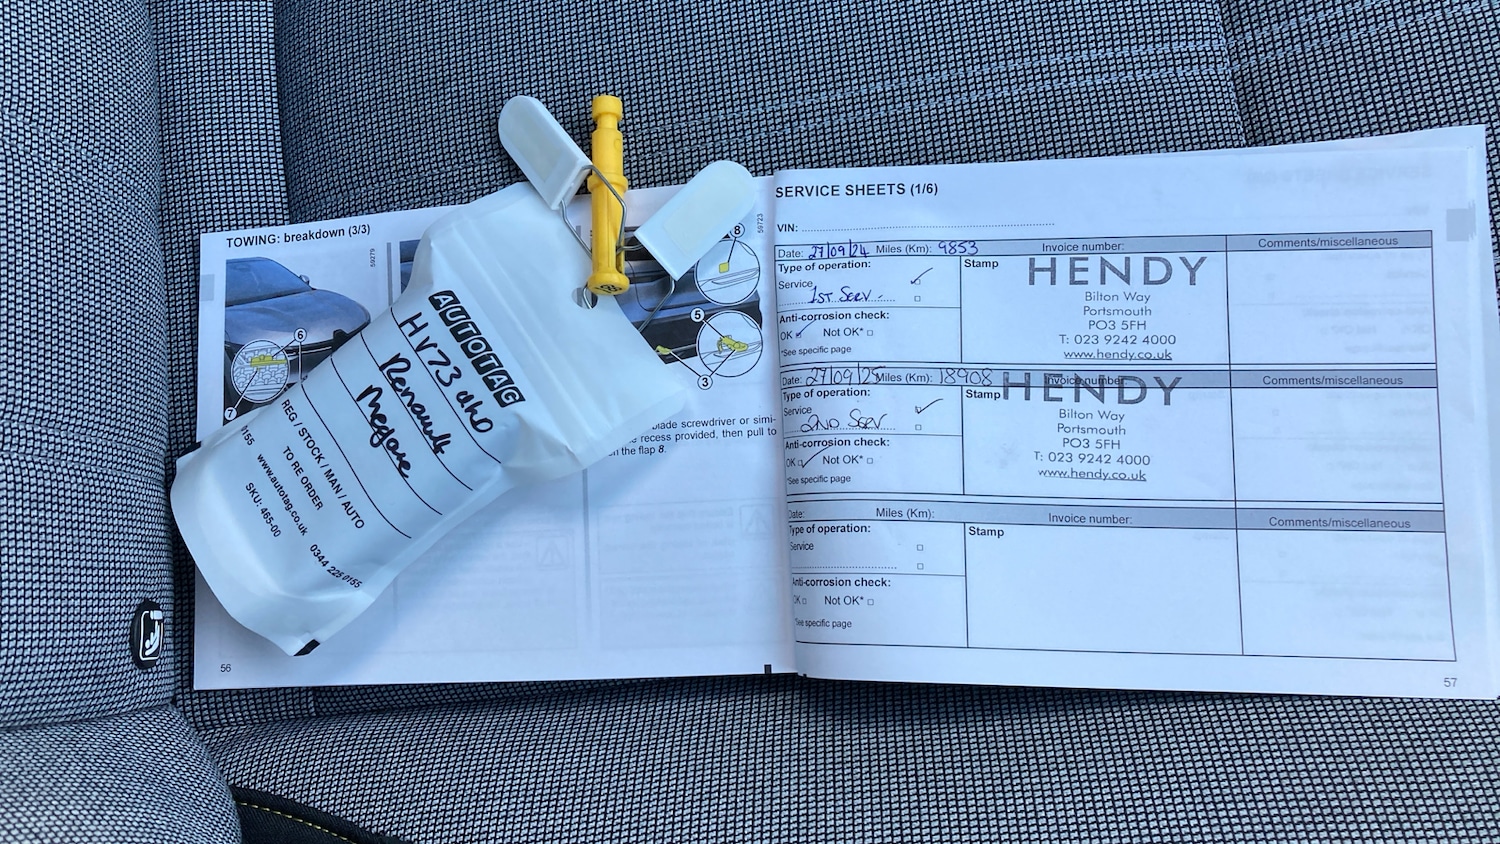 TOWING: breakdown (3/3)
59279
6
7
59723
8
5
3
blade screwdriver or simi-
recess provided, then pull to
the flap 8.
56
AUTOTAG
HV73 aho
Renault
Megane
REG / STOCK / MAN / AUTO
TO RE ORDER
www.autotag.co.uk 0344 225 0155
SKU: 465-00
SERVICE SHEETS (1/6)
VIN:
Date: 27/09/24 Miles (Km): 9853 Invoice number: Comments/miscellaneous
Type of operation:
Service
1st Serv.
Anti-corrosion check:
OK Not OK*
*See specific page
Stamp
HENDY
Bilton Way
Portsmouth
PO3 5FH
T: 023 9242 4000
www.hendy.co.uk
Date: 27/09/25 Miles (Km): 18908 Invoice number: Comments/miscellaneous
Type of operation:
Service
2ND Serv
Anti-corrosion check:
OK Not OK*
*See specific page
Stamp
HENDY
Bilton Way
Portsmouth
PO3 5FH
T: 023 9242 4000
www.hendy.co.uk
Date: Miles (Km): Invoice number: Comments/miscellaneous
Type of operation:
Service
Anti-corrosion check:
OK Not OK*
*See specific page
Stamp
57